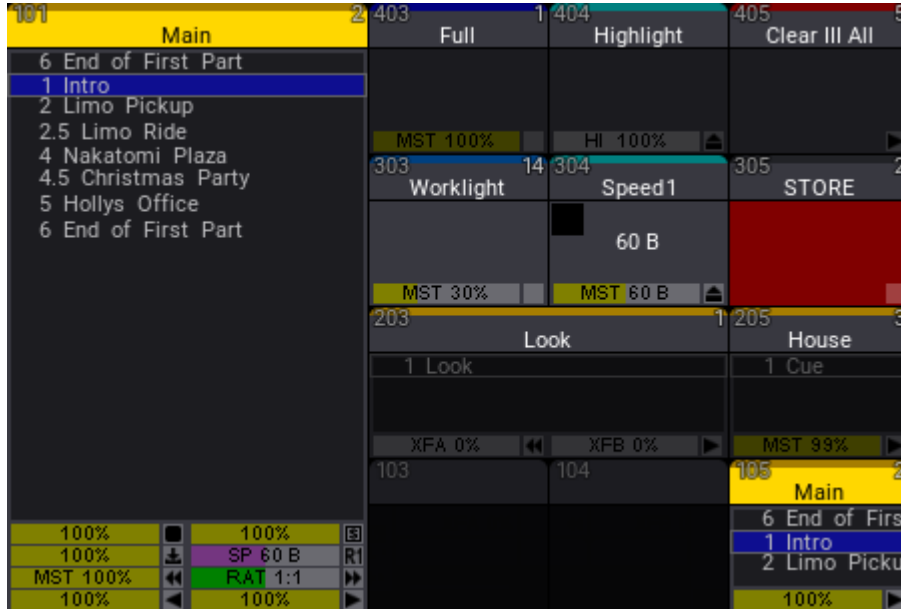 101 2
Main
6 End of First Part
1 Intro
2 Limo Pickup
2.5 Limo Ride
4 Nakatomi Plaza
4.5 Christmas Party
5 Hollys Office
6 End of First Part
100% 100% S
100% SP 60 B R1
MST 100% RAT 1:1
100% 100%
403 1
Full
MST 100%
404
Highlight
HI 100%
405
Clear III All
303 14
Worklight
MST 30%
304
Speed1
60 B
MST 60 B
305 2
STORE
203 1
Look
1 Look
XFA 0% XFB 0%
205
House
1 Cue
MST 99%
103
104
105
Main
6 End of Firs
1 Intro
2 Limo Picku
100%